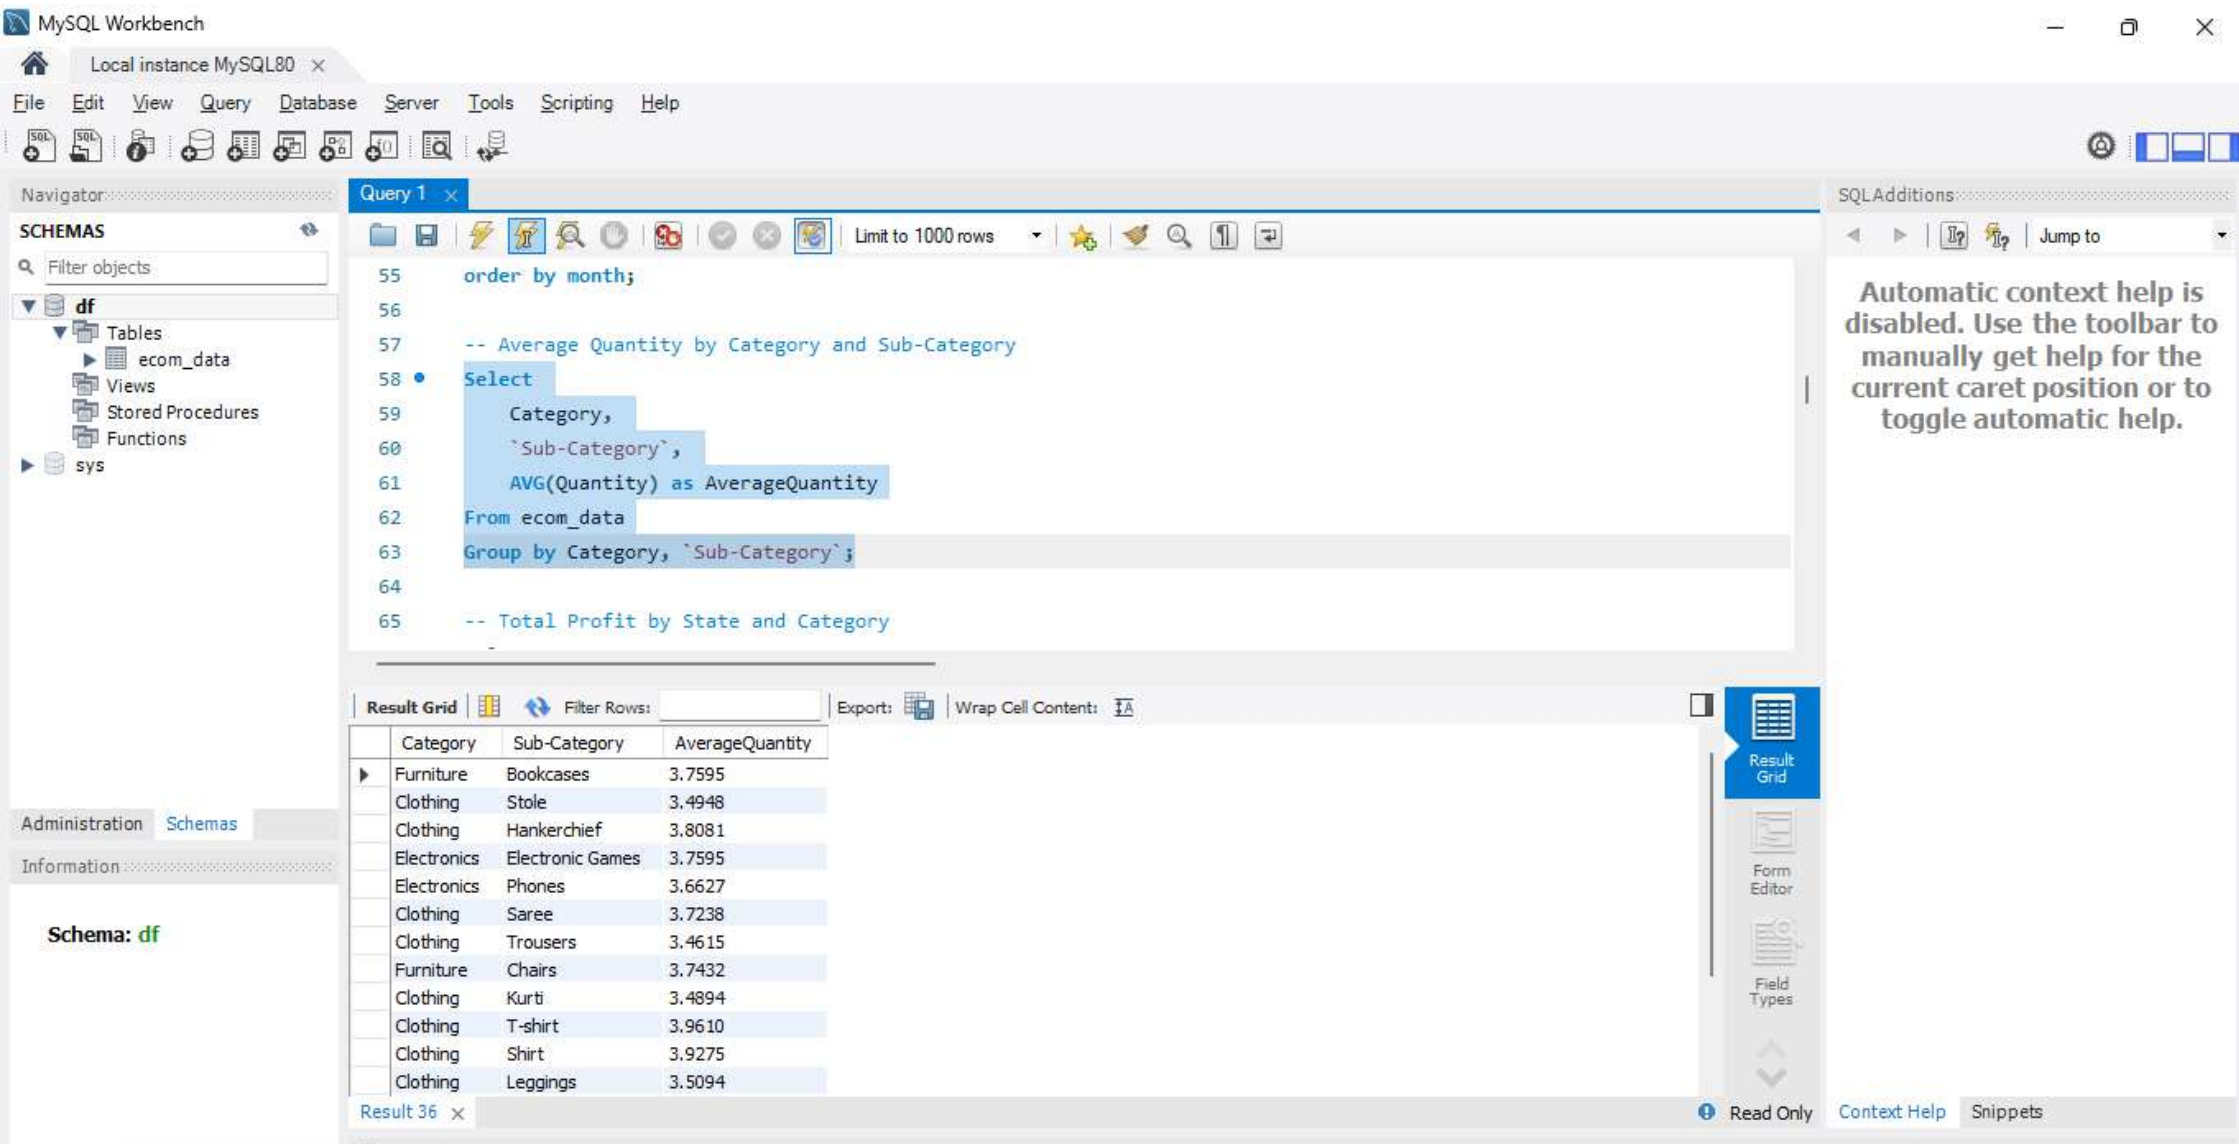 MySQL Workbench
Local instance MySQL80
File Edit View Query Database Server Tools Scripting Help
Navigator
SCHEMAS
Filter objects
df
Tables
ecom_data
Views
Stored Procedures
Functions
sys
Administration Schemas
Information
Schema: df
Query 1
Limit to 1000 rows
55 order by month;
56
57 -- Average Quantity by Category and Sub-Category
58 Select
59 Category,
60 `Sub-Category`,
61 AVG(Quantity) as AverageQuantity
62 From ecom_data
63 Group by Category, `Sub-Category`;
64
65 -- Total Profit by State and Category
Result Grid Filter Rows: Export: Wrap Cell Content:
Category Sub-Category AverageQuantity
Furniture Bookcases 3.7595
Clothing Stole 3.4948
Clothing Hankerchief 3.8081
Electronics Electronic Games 3.7595
Electronics Phones 3.6627
Clothing Saree 3.7238
Clothing Trousers 3.4615
Furniture Chairs 3.7432
Clothing Kurti 3.4894
Clothing T-shirt 3.9610
Clothing Shirt 3.9275
Clothing Leggings 3.5094
Result 36
Read Only
Result
Grid
Form
Editor
Field
Types
SQLAdditions
Jump to
Automatic context help is
disabled. Use the toolbar to
manually get help for the
current caret position or to
toggle automatic help.
Context Help Snippets